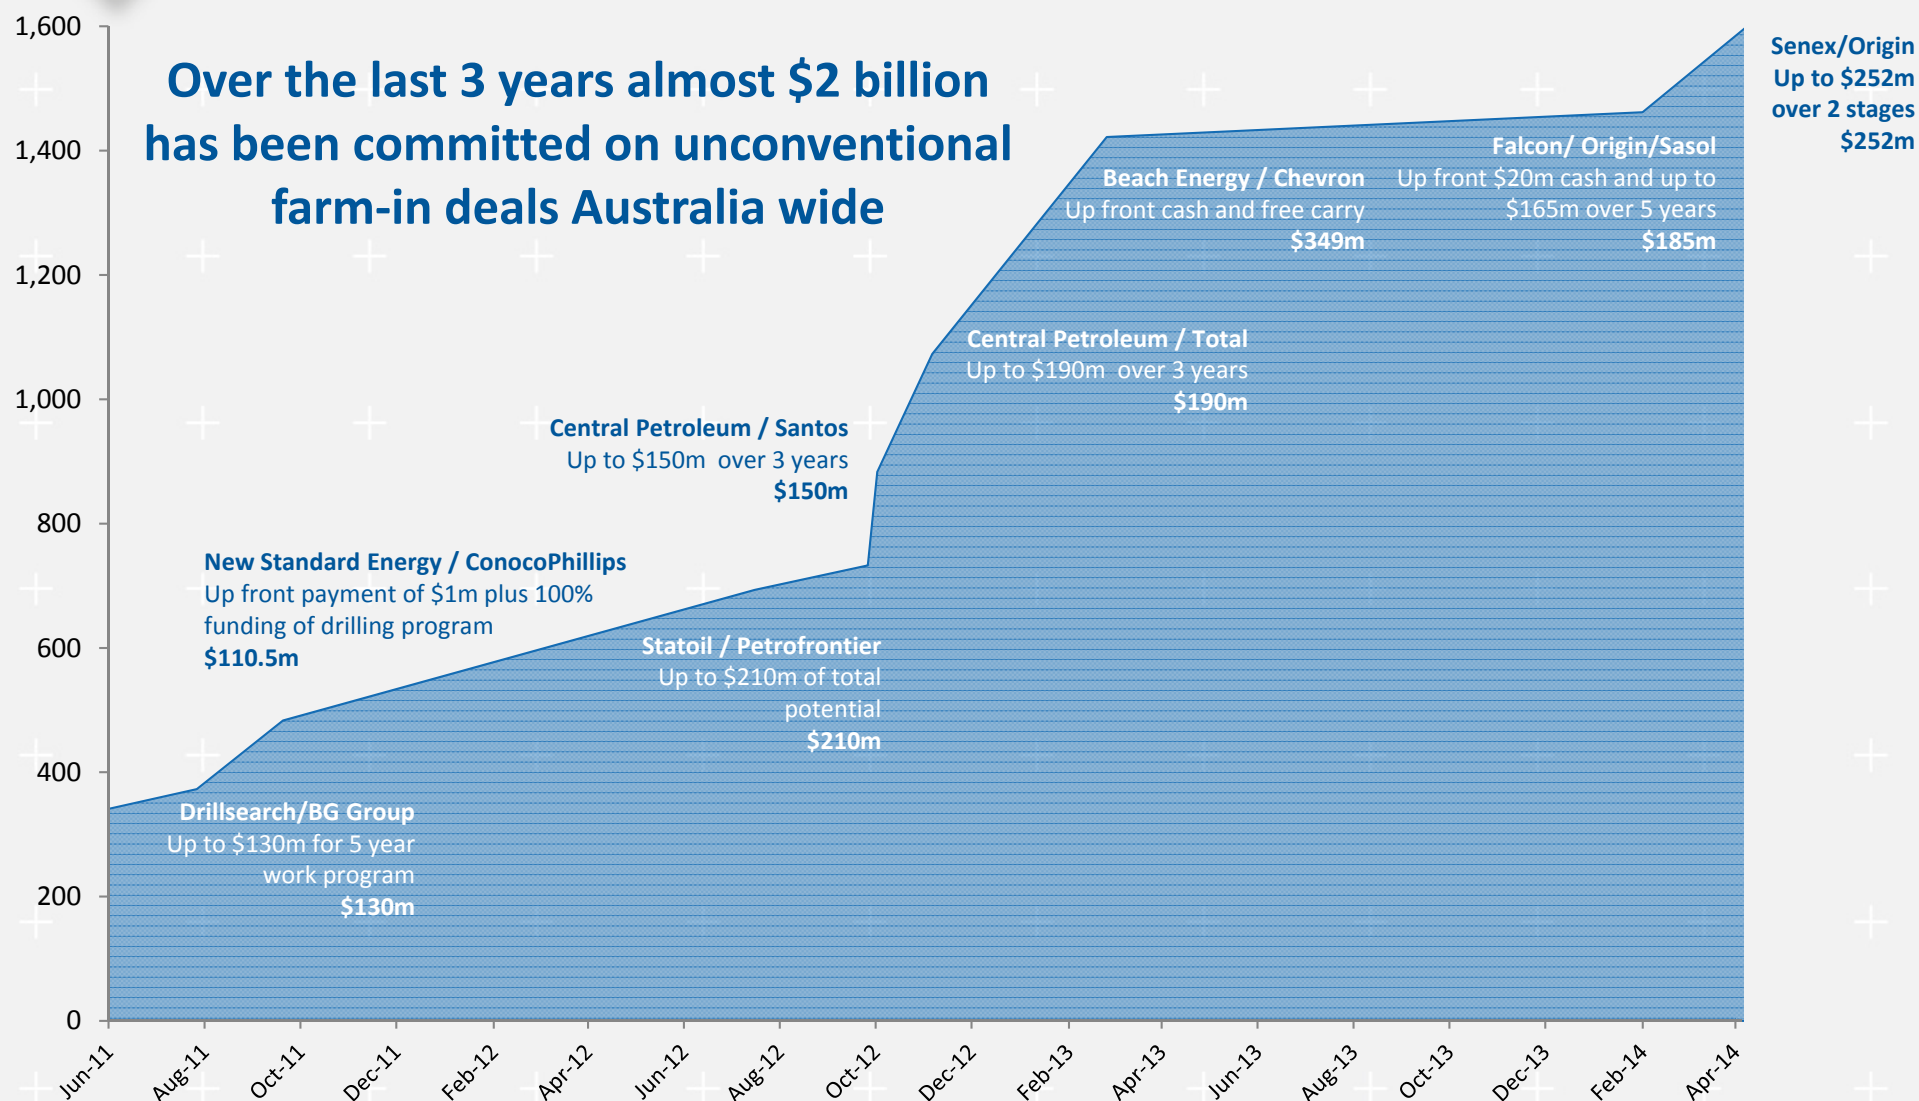 Over the last 3 years almost $2 billion
has been committed on unconventional
farm-in deals Australia wide
1,600
1,400
1,200
1,000
800
600
400
200
0
Senex/Origin
Up to $252m
over 2 stages
$252m
Falcon/ Origin/Sasol
Up front $20m cash and up to
$165m over 5 years
$185m
Beach Energy / Chevron
Up front cash and free carry
$349m
Central Petroleum / Total
Up to $190m  over 3 years
$190m
Central Petroleum / Santos
Up to $150m  over 3 years
$150m
New Standard Energy / ConocoPhillips
Up front payment of $1m plus 100%
funding of drilling program
$110.5m
Statoil / Petrofrontier
Up to $210m of total
potential
$210m
Drillsearch/BG Group
Up to $130m for 5 year
work program
$130m
Jun-11
Aug-11
Oct-11
Dec-11
Feb-12
Apr-12
Jun-12
Aug-12
Oct-12
Dec-12
Feb-13
Apr-13
Jun-13
Aug-13
Oct-13
Dec-13
Feb-14
Apr-14